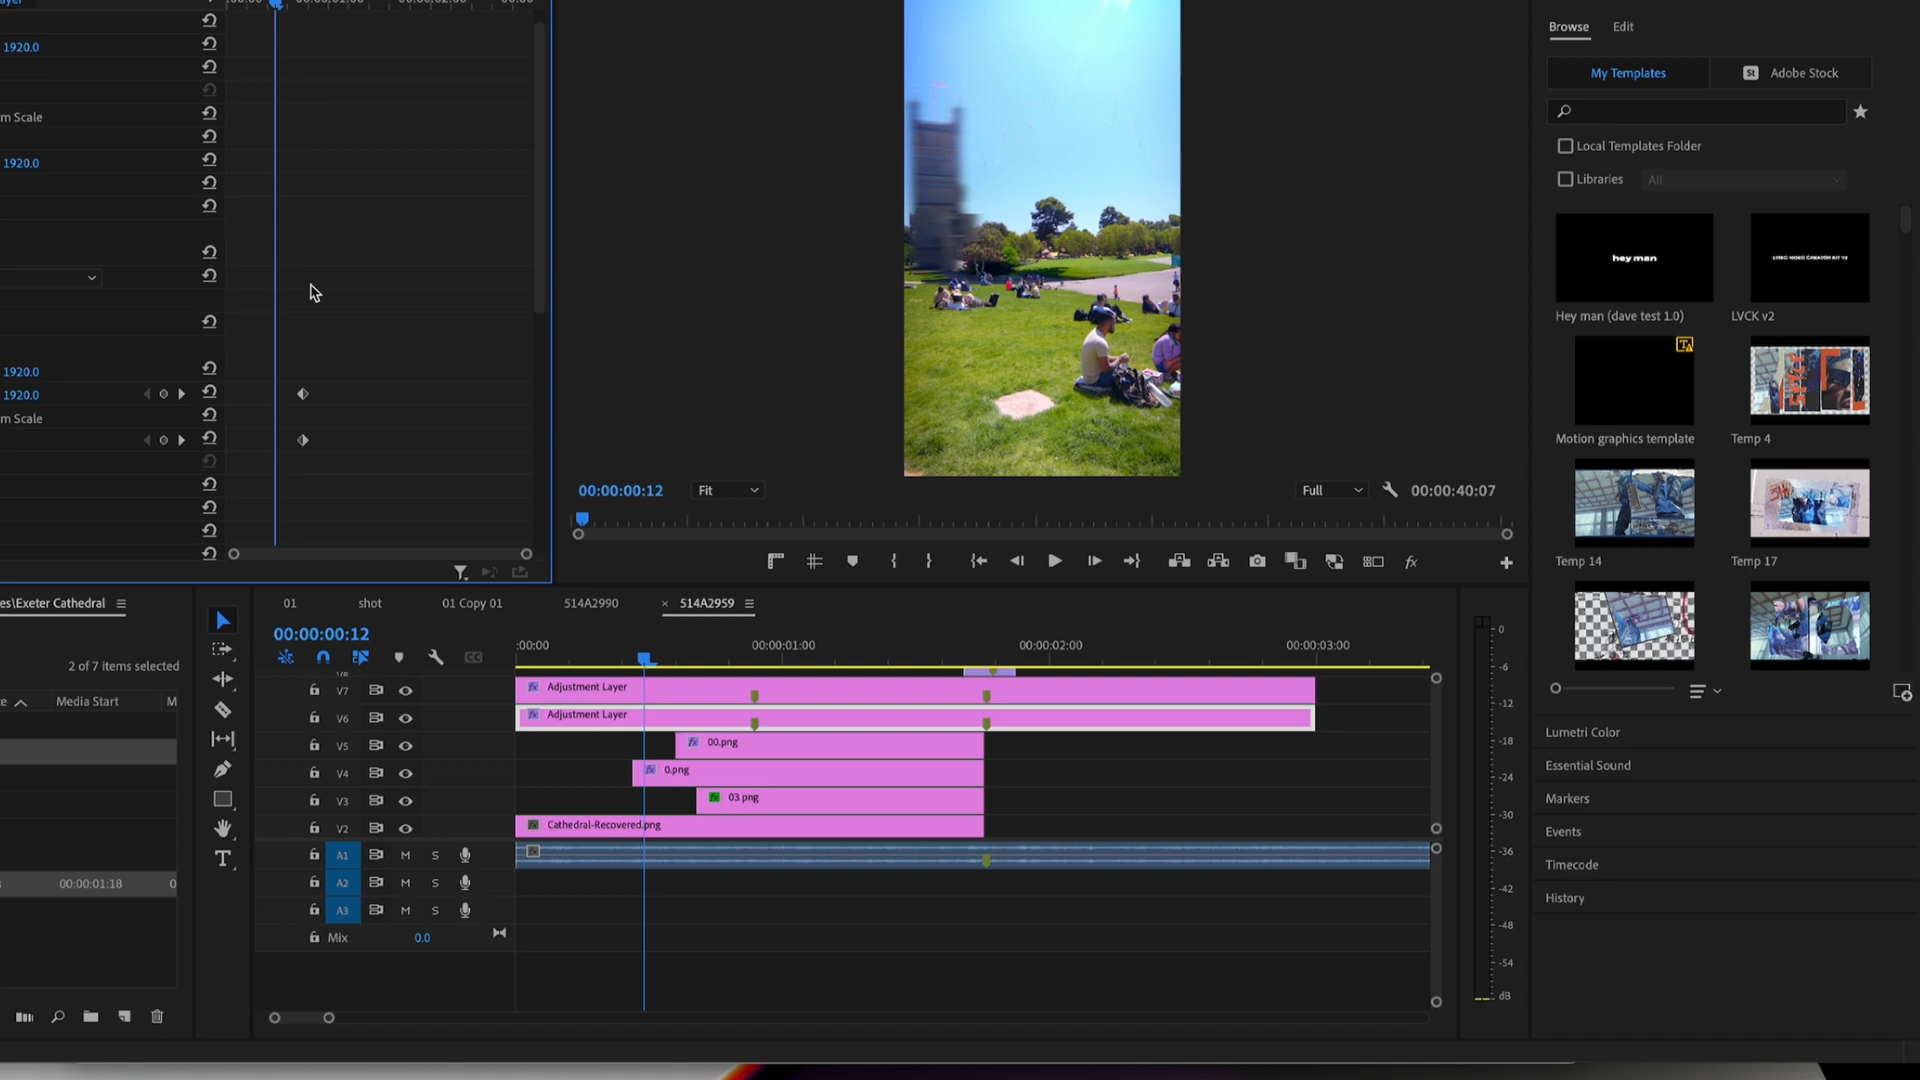 1920.0
m Scale
1920.0
1920.0
1920.0
m Scale
00:00:00:12
Fit
Full
00:00:40:07
Browse
Edit
My Templates
St
Adobe Stock
Local Templates Folder
Libraries
All
hey man
LYRIC VIDEO CREATOR KIT V2
Hey man (dave test 1.0)
LVCK v2
Motion graphics template
Temp 4
Temp 14
Temp 17
Lumetri Color
Essential Sound
Markers
Events
Timecode
History
es\Exeter Cathedral
2 of 7 items selected
Media Start
M
00:00:01:18
0
01
shot
01 Copy 01
514A2990
× 514A2959
00:00:00:12
:00:00
00:00:01:00
00:00:02:00
00:00:03:00
V7
Adjustment Layer
V6
Adjustment Layer
V5
00.png
V4
0.png
V3
03.png
V2
Cathedral-Recovered.png
A1
M
S
A2
M
S
A3
M
S
Mix
0.0
0
-6
-12
-18
-24
-30
-36
-42
-48
-54
dB